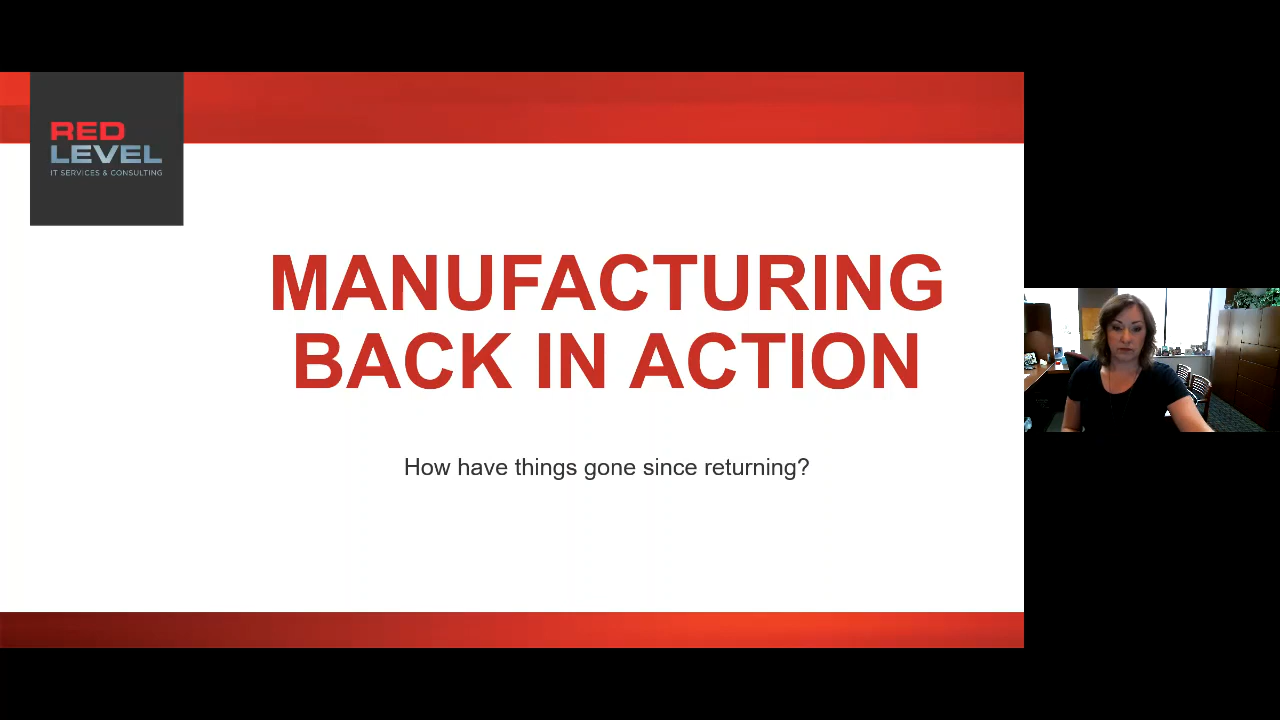 RED
LEVEL
IT SERVICES & CONSULTING
MANUFACTURING
BACK IN ACTION
How have things gone since returning?